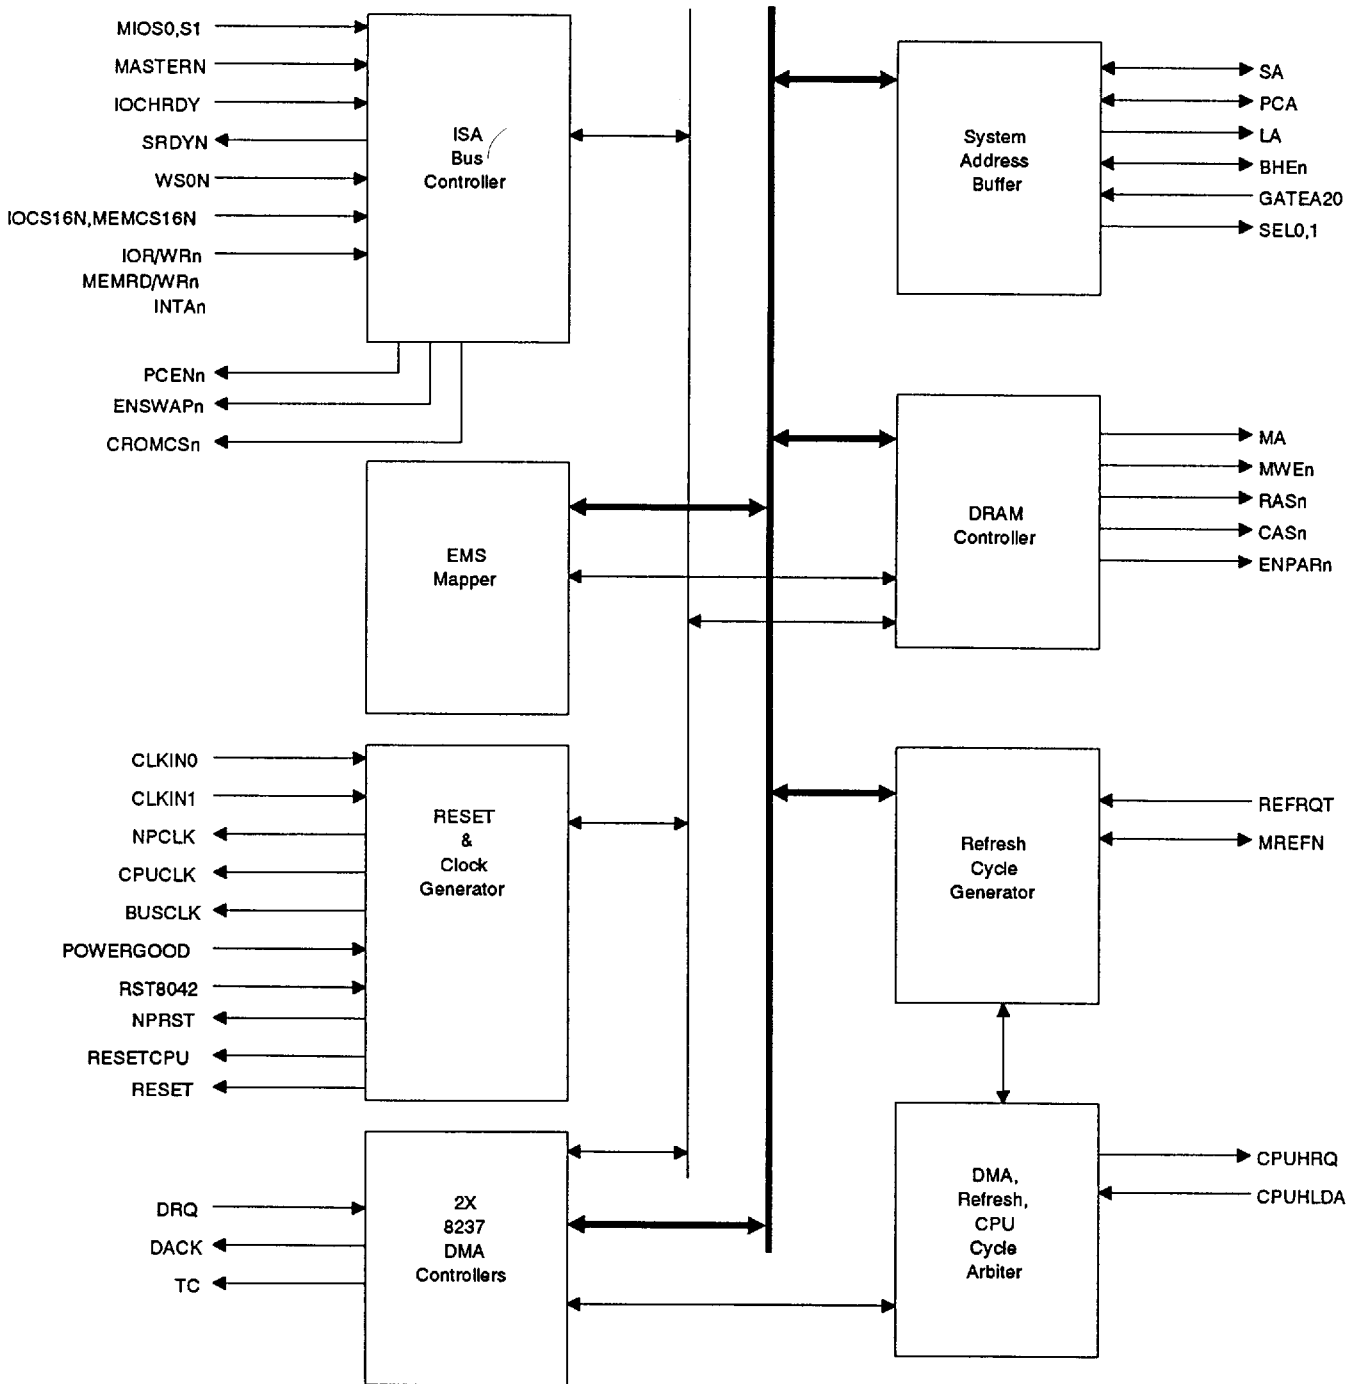 MIOS0,S1
MASTERN
IOCHRDY
SRDYN
WS0N
IOCS16N,MEMCS16N
IOR/WRn
MEMRD/WRn
INTAn
PCENn
ENSWAPn
CROMCSn
ISA
Bus
Controller
System
Address
Buffer
SA
PCA
LA
BHEn
GATEA20
SEL0,1
EMS
Mapper
DRAM
Controller
MA
MWEn
RASn
CASn
ENPARn
CLKIN0
CLKIN1
NPCLK
CPUCLK
BUSCLK
POWERGOOD
RST8042
NPRST
RESETCPU
RESET
RESET
&
Clock
Generator
Refresh
Cycle
Generator
REFRQT
MREFN
DRQ
DACK
TC
2X
8237
DMA
Controllers
DMA,
Refresh,
CPU
Cycle
Arbiter
CPUHRQ
CPUHLDA